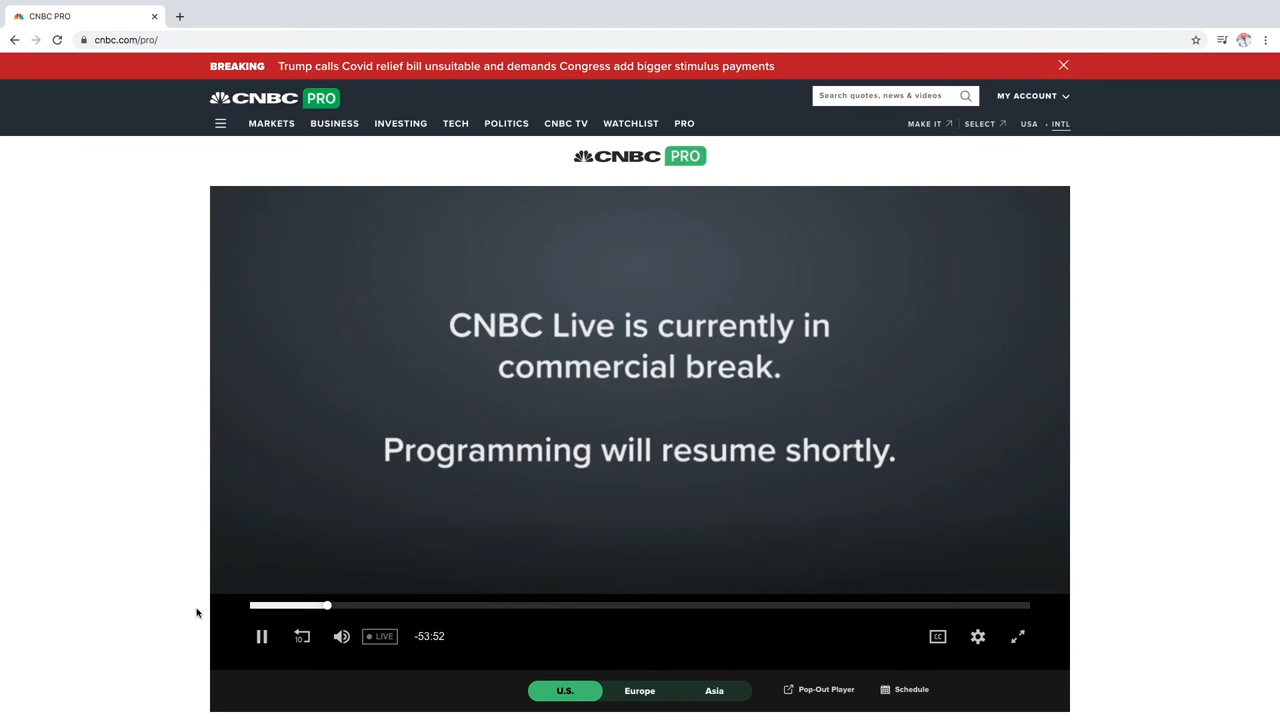 CNBC PRO
cnbc.com/pro/
BREAKING Trump calls Covid relief bill unsuitable and demands Congress add bigger stimulus payments
CNBC PRO
Search quotes, news & videos
MY ACCOUNT
MARKETS BUSINESS INVESTING TECH POLITICS CNBC TV WATCHLIST PRO
MAKE IT SELECT USA • INTL
CNBC PRO
CNBC Live is currently in
commercial break.
Programming will resume shortly.
10 LIVE -53:52 CC
U.S. Europe Asia Pop-Out Player Schedule